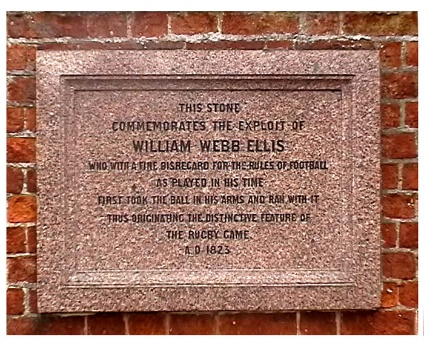 THIS STONE
COMMEMORATES THE EXPLOIT OF
WILLIAM WEBB ELLIS
WHO WITH A FINE DISREGARD FOR THE RULES OF FOOTBALL
AS PLAYED IN HIS TIME
FIRST TOOK THE BALL IN HIS ARMS AND RAN WITH IT
THUS ORIGINATING THE DISTINCTIVE FEATURE OF
THE RUGBY GAME.
A.D. 1823